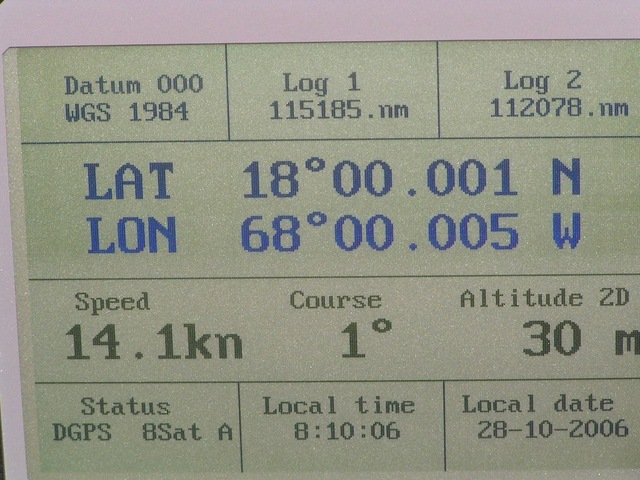 Datum 000 Log 1 Log 2
WGS 1984 115185.nm 112078.nm
LAT 18°00.001 N
LON 68°00.005 W
Speed Course Altitude 2D
14.1kn 1° 30 m
Status Local time Local date
DGPS 8Sat A 8:10:06 28-10-2006